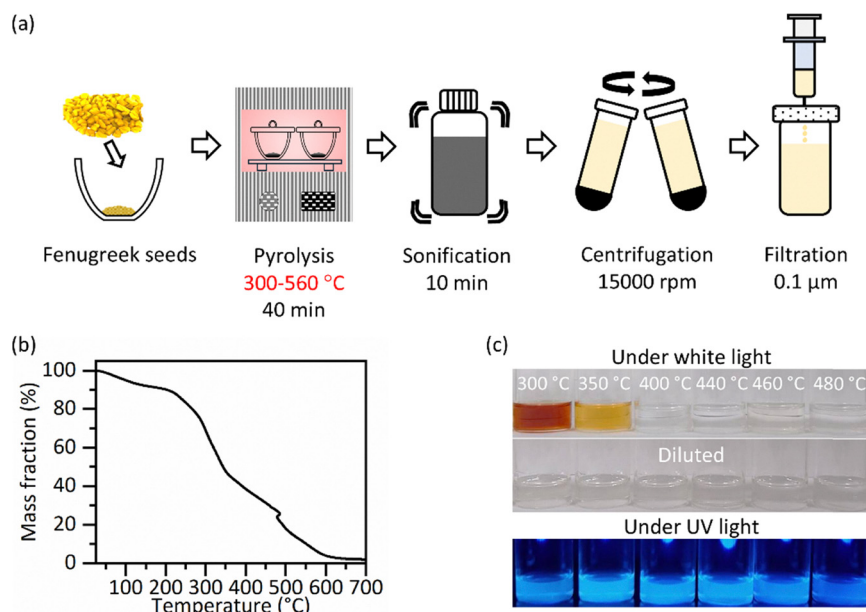 (a)
Fenugreek seeds
Pyrolysis
300-560 °C
40 min
Sonification
10 min
Centrifugation
15000 rpm
Filtration
0.1 µm
(b)
Mass fraction (%)
100
80
60
40
20
0
100 200 300 400 500 600 700
Temperature (°C)
(c)
Under white light
300 °C 350 °C 400 °C 440 °C 460 °C 480 °C
Diluted
Under UV light